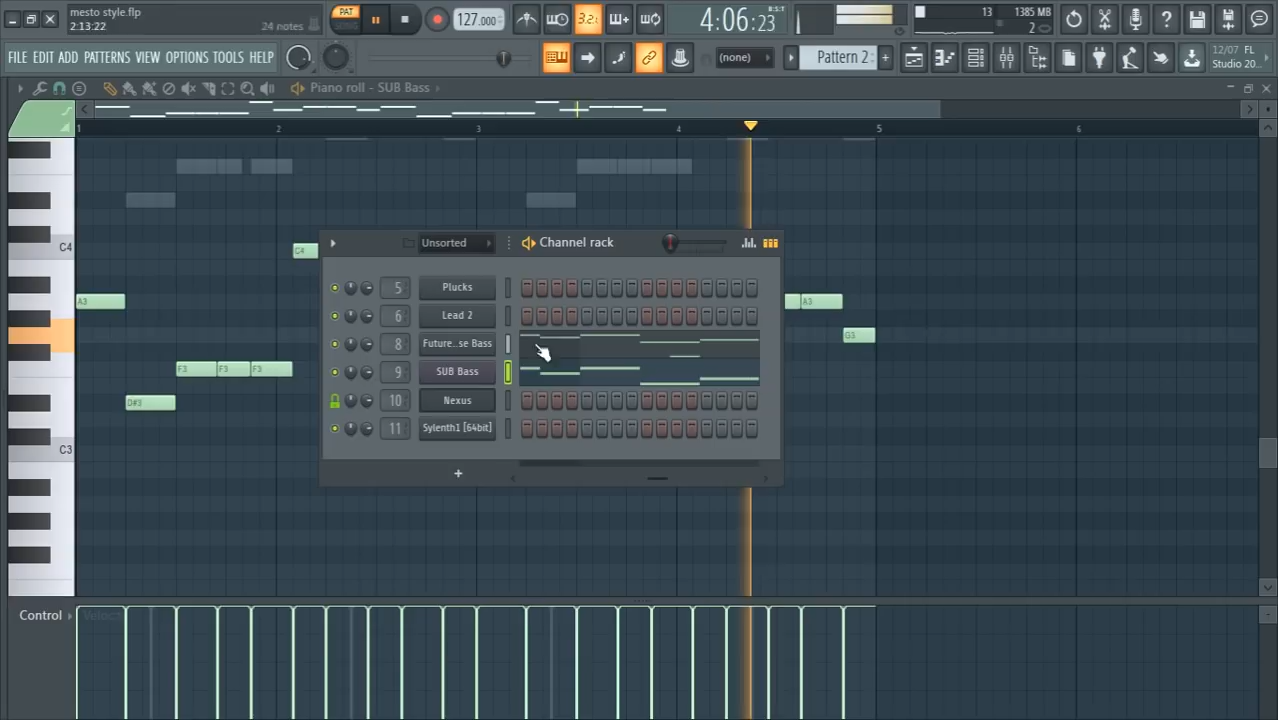 mesto style.flp
24 notes
2:13:22
PAT
127.000
3.2.
4:06:23
B:S:T
13
1385 MB
2
FILE EDIT ADD PATTERNS VIEW OPTIONS TOOLS HELP
(none)
Pattern 2
12/07 FL
Studio 20...
Piano roll - SUB Bass
1 2 3 4 5 6
C4
C4
A3
A3
G3
F3 F3 F3
D#3
C3
Unsorted
Channel rack
5 Plucks
6 Lead 2
8 Future..se Bass
9 SUB Bass
10 Nexus
11 Sylenth1 [64bit]
Control
Velocity